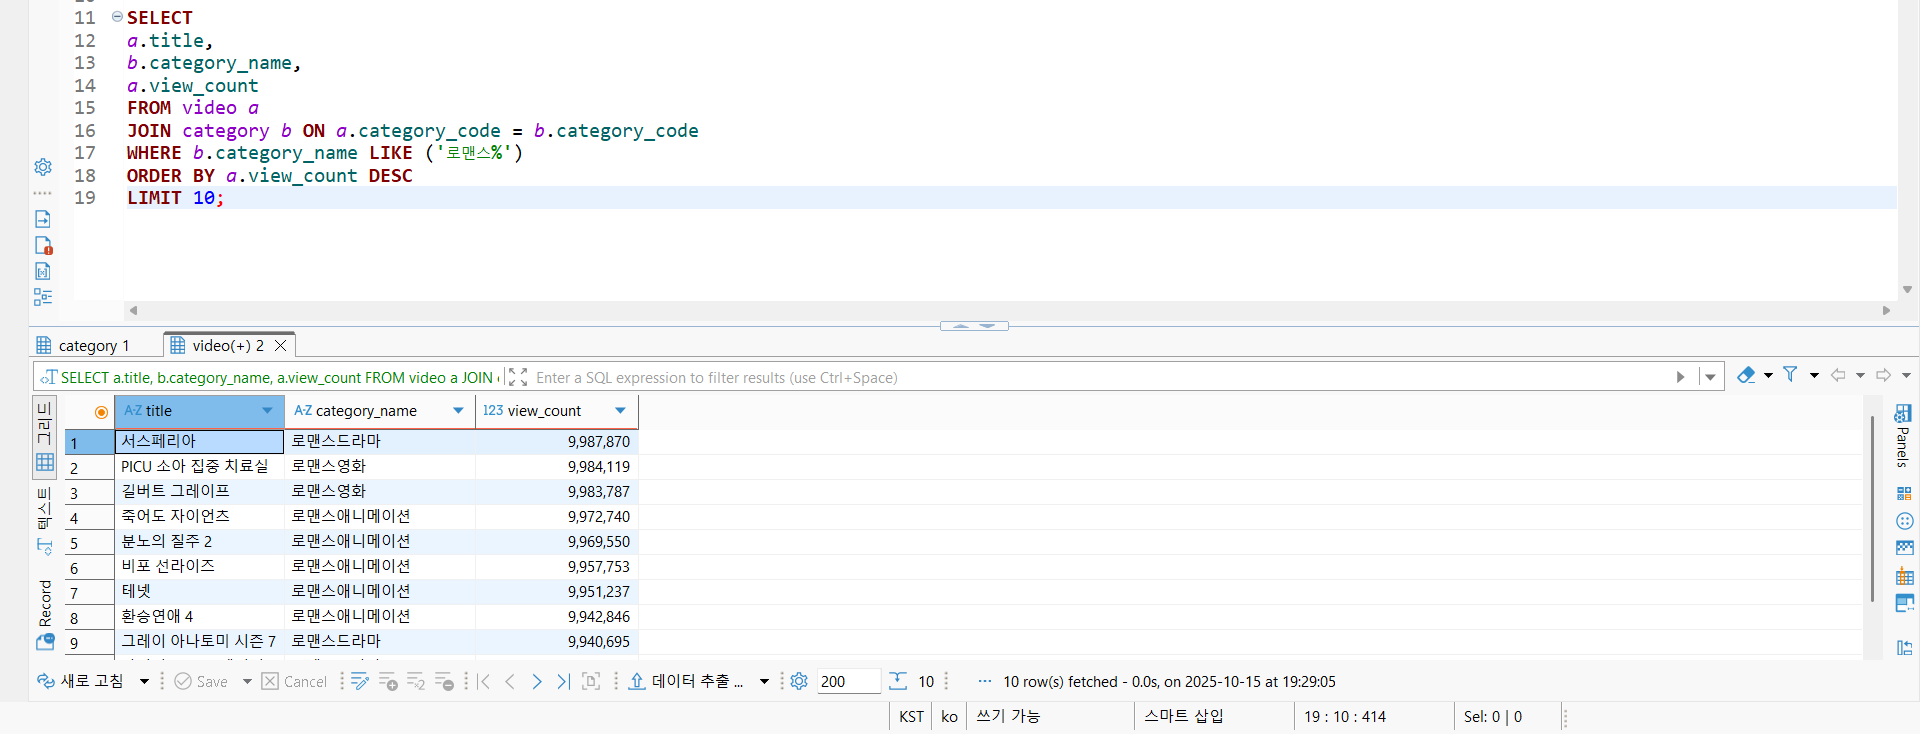 11 SELECT
12 a.title,
13 b.category_name,
14 a.view_count
15 FROM video a
16 JOIN category b ON a.category_code = b.category_code
17 WHERE b.category_name LIKE ('로맨스%')
18 ORDER BY a.view_count DESC
19 LIMIT 10;
category 1 video(+) 2
SELECT a.title, b.category_name, a.view_count FROM video a JOIN Enter a SQL expression to filter results (use Ctrl+Space)
그리드
텍스트
Record
A-Z title A-Z category_name 123 view_count
1 서스페리아 로맨스드라마 9,987,870
2 PICU 소아 집중 치료실 로맨스영화 9,984,119
3 길버트 그레이프 로맨스영화 9,983,787
4 죽어도 자이언츠 로맨스애니메이션 9,972,740
5 분노의 질주 2 로맨스애니메이션 9,969,550
6 비포 선라이즈 로맨스애니메이션 9,957,753
7 테넷 로맨스애니메이션 9,951,237
8 환승연애 4 로맨스애니메이션 9,942,846
9 그레이 아나토미 시즌 7 로맨스드라마 9,940,695
Panels
새로 고침 Save Cancel 데이터 추출 ... 200 10 ... 10 row(s) fetched - 0.0s, on 2025-10-15 at 19:29:05
KST ko 쓰기 가능 스마트 삽입 19 : 10 : 414 Sel: 0 | 0